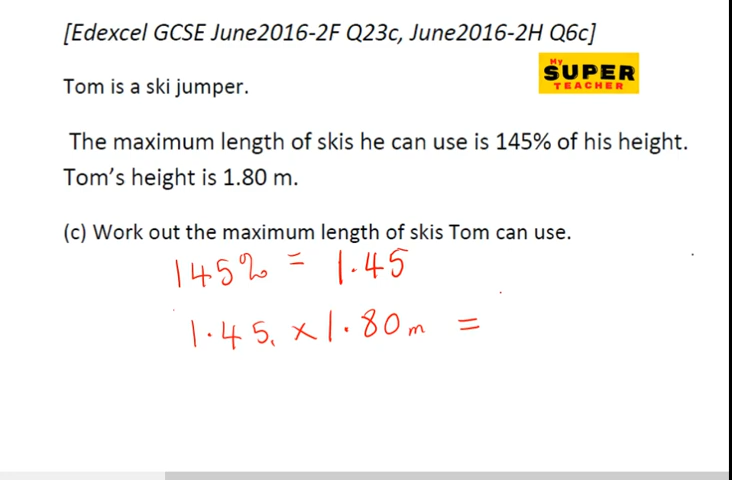 [Edexcel GCSE June2016-2F Q23c, June2016-2H Q6c]
My
SUPER
TEACHER
Tom is a ski jumper.
The maximum length of skis he can use is 145% of his height.
Tom's height is 1.80 m.
(c) Work out the maximum length of skis Tom can use.
145% = 1.45
1.45 × 1.80 m =